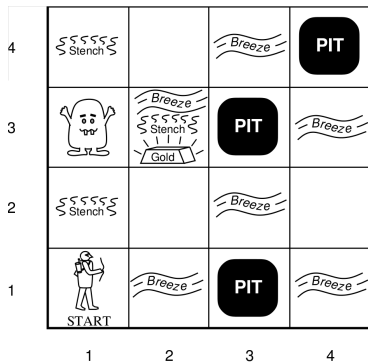 4
Stench
Breeze
PIT
3
Breeze
Stench
Gold
PIT
Breeze
2
Stench
Breeze
1
START
Breeze
PIT
Breeze
1 2 3 4